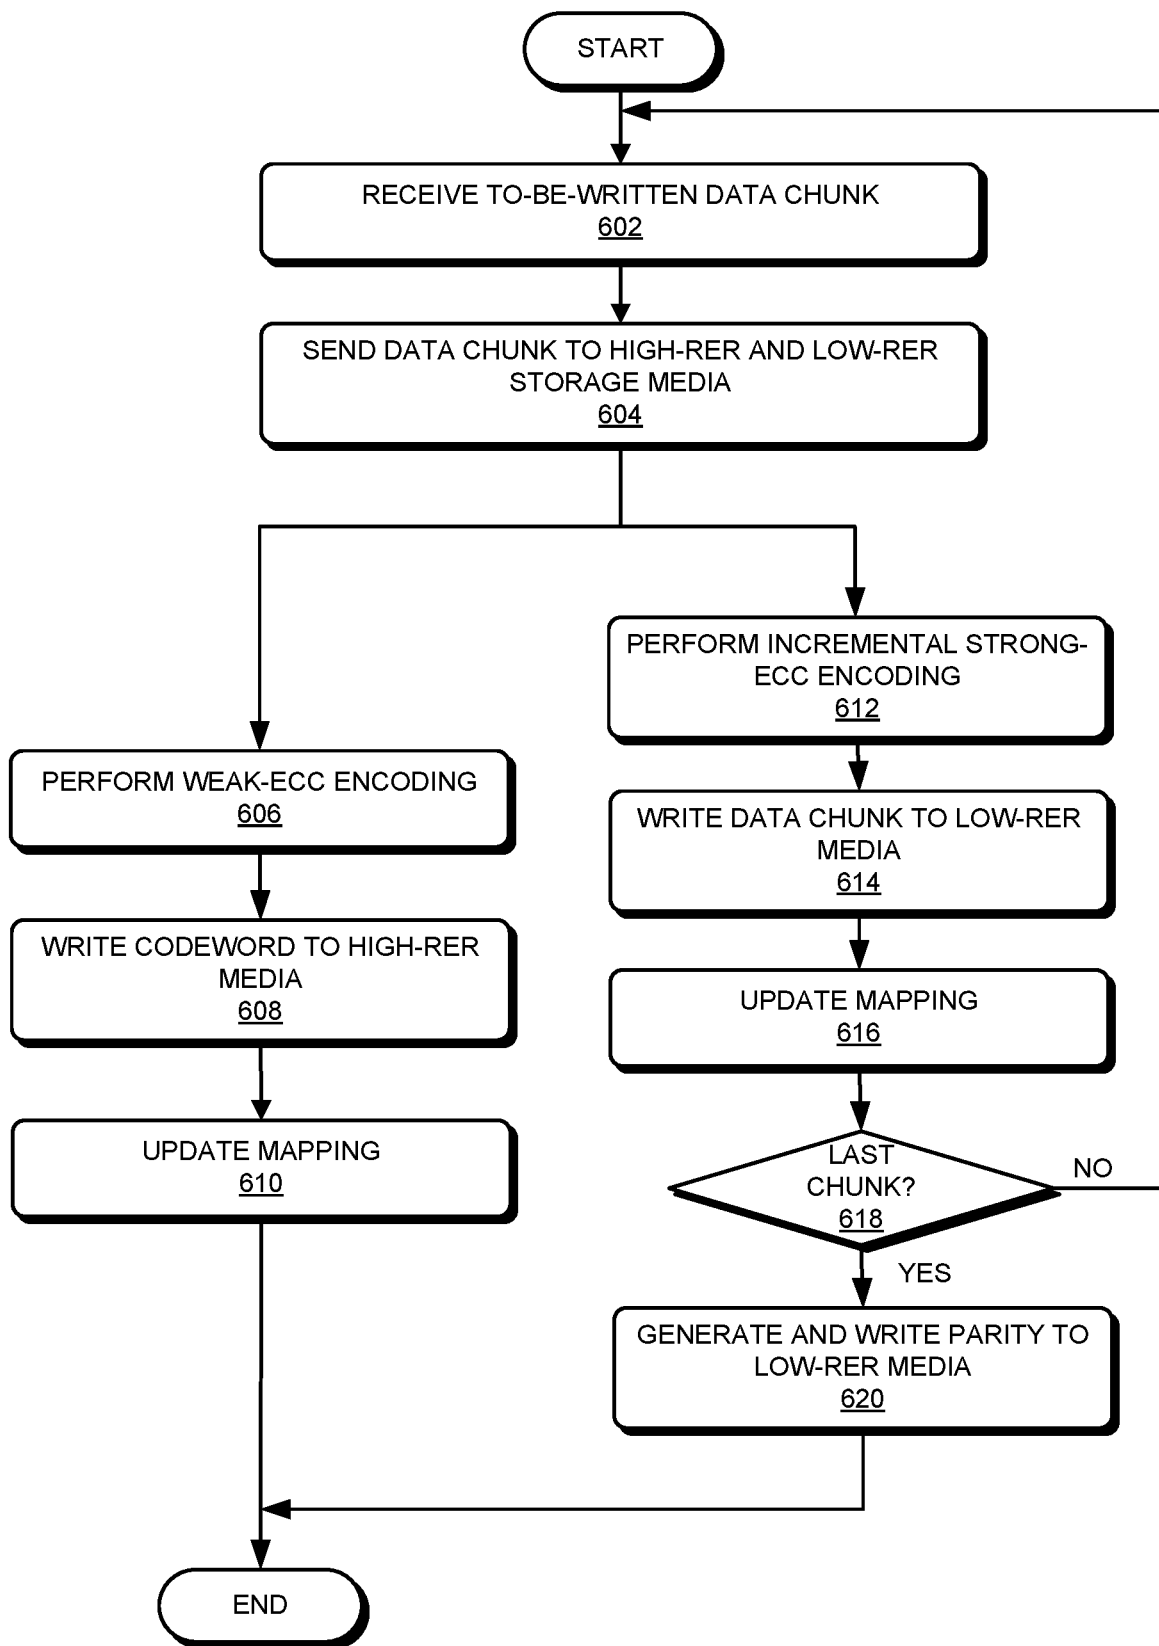 START
RECEIVE TO-BE-WRITTEN DATA CHUNK
602
SEND DATA CHUNK TO HIGH-RER AND LOW-RER
STORAGE MEDIA
604
PERFORM WEAK-ECC ENCODING
606
WRITE CODEWORD TO HIGH-RER
MEDIA
608
UPDATE MAPPING
610
PERFORM INCREMENTAL STRONG-
ECC ENCODING
612
WRITE DATA CHUNK TO LOW-RER
MEDIA
614
UPDATE MAPPING
616
LAST
CHUNK?
618
NO
YES
GENERATE AND WRITE PARITY TO
LOW-RER MEDIA
620
END